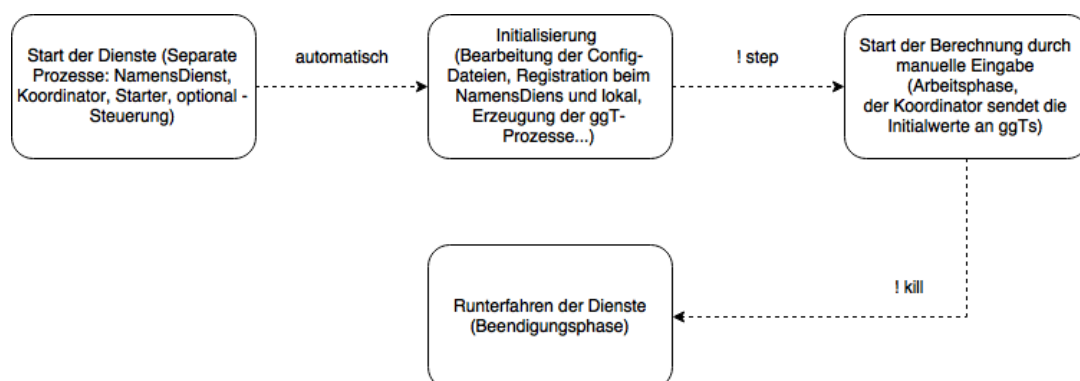 Start der Dienste (Separate
Prozesse: NamensDienst,
Koordinator, Starter, optional -
Steuerung)
automatisch
Initialisierung
(Bearbeitung der Config-
Dateien, Registration beim
NamensDiens und lokal,
Erzeugung der ggT-
Prozesse...)
! step
Start der Berechnung durch
manuelle Eingabe
(Arbeitsphase,
der Koordinator sendet die
Initialwerte an ggTs)
! kill
Runterfahren der Dienste
(Beendigungsphase)